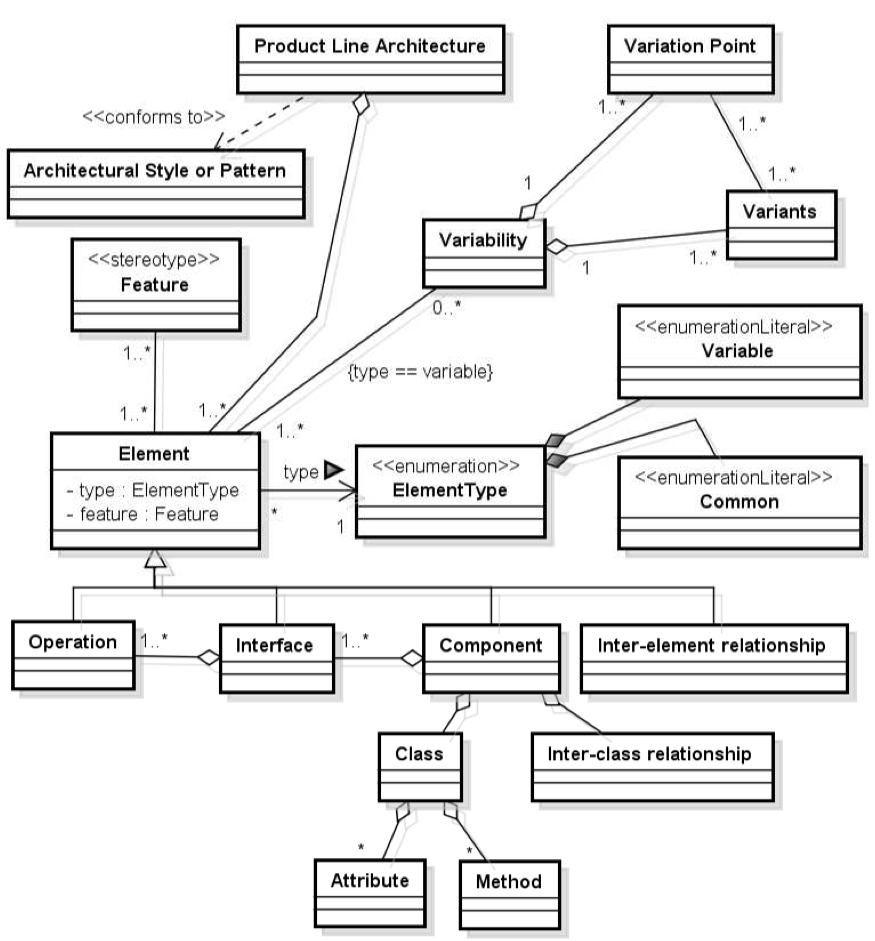 Product Line Architecture
Variation Point
<<conforms to>>
1..*
1..*
Architectural Style or Pattern
1
1..*
Variants
Variability
1
1..*
<<stereotype>>
Feature
0..*
1..*
{type == variable}
<<enumerationLiteral>>
Variable
1..*
1..*
1..*
Element
- type : ElementType
- feature : Feature
type
*
1
<<enumeration>>
ElementType
<<enumerationLiteral>>
Common
Operation
1..*
Interface
1..*
Component
Inter-element relationship
Class
Inter-class relationship
*
*
Attribute
Method